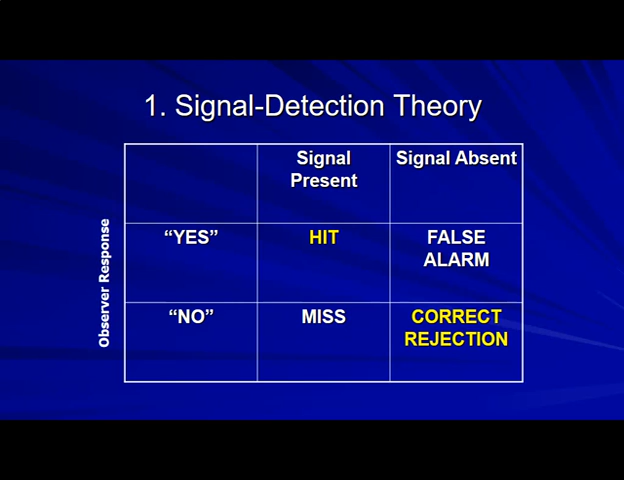 1. Signal-Detection Theory
Signal
Present
Signal Absent
Observer Response
“YES”
HIT
FALSE
ALARM
“NO”
MISS
CORRECT
REJECTION